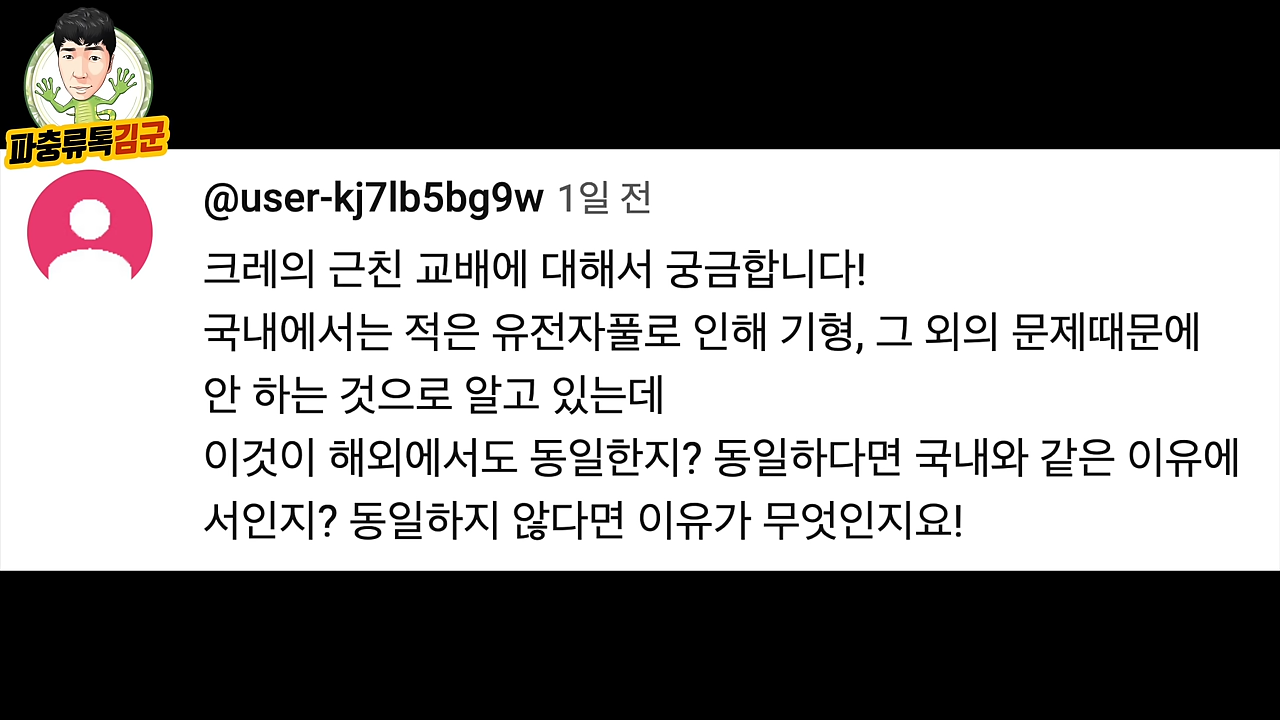 파충류톡김군
@user-kj7lb5bg9w 1일 전
크레의 근친 교배에 대해서 궁금합니다!
국내에서는 적은 유전자풀로 인해 기형, 그 외의 문제때문에
안 하는 것으로 알고 있는데
이것이 해외에서도 동일한지? 동일하다면 국내와 같은 이유에
서인지? 동일하지 않다면 이유가 무엇인지요!